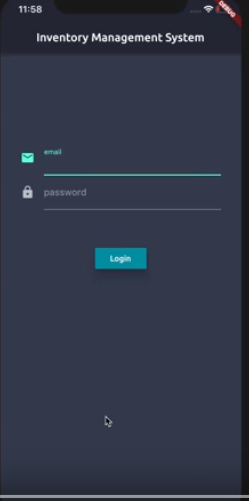 11:58
DEBUG
Inventory Management System
email
password
Login